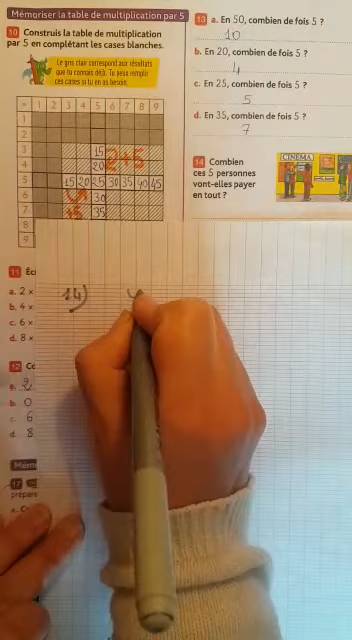 Mémoriser la table de multiplication par 5
10 Construis la table de multiplication
par 5 en complétant les cases blanches.
Le gris clair correspond aux résultats
que tu connais déjà. Tu peux remplir
ces cases si tu en as besoin.
× 1 2 3 4 5 6 7 8 9
1
2
3 15
4 20
2+5
5 15 20 25 30 35 40 45
6 30
7 35
8
9
11 Éc
a. 2 ×
b. 4 ×
c. 6 ×
d. 8 ×
12
a. 2
b. 0
c. 6
d. 8
Mém
17
prépare
13 a. En 50, combien de fois 5 ?
10
b. En 20, combien de fois 5 ?
4
c. En 25, combien de fois 5 ?
5
d. En 35, combien de fois 5 ?
7
14 Combien
ces 5 personnes
vont-elles payer
en tout ?
CINEMA
14)